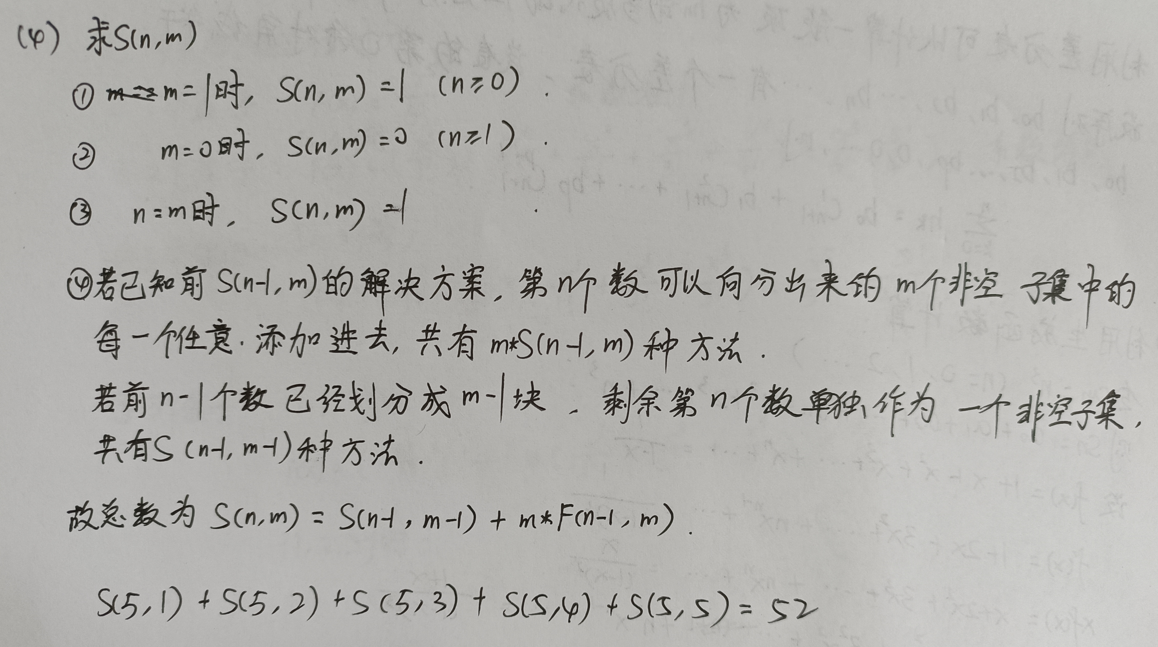 (4) 求S(n,m)
① m=1时, S(n,m)=1 (n≥0).
② m=0时, S(n,m)=0 (n≥1).
③ n=m时, S(n,m)=1 .
④若已知前S(n-1,m)的解决方案, 第n个数可以向分出来的m个非空子集中的
每一个任意.添加进去, 共有m*S(n-1,m)种方法.
若前n-1个数已经划分成m-1块, 剩余第n个数单独作为一个非空子集,
共有S(n-1,m-1)种方法.
故总数为 S(n,m) = S(n-1,m-1) + m*F(n-1,m).
S(5,1)+S(5,2)+S(5,3)+S(5,4)+S(5,5)=52